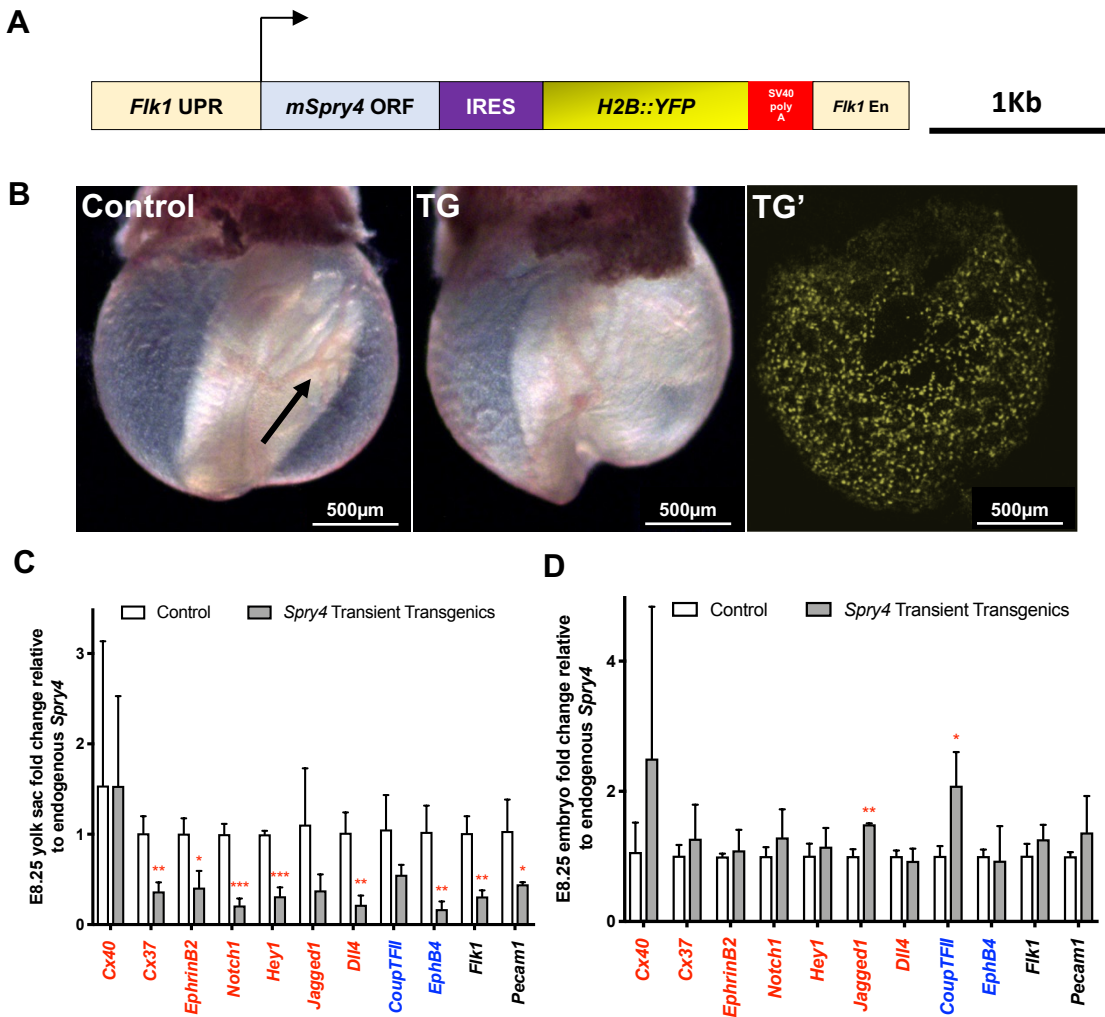 A
Flk1 UPR
mSpry4 ORF
IRES
H2B::YFP
SV40
poly
A
Flk1 En
1Kb
B
Control
TG
TG’
500μm
500μm
500μm
C
Control
Spry4 Transient Transgenics
E8.25 yolk sac fold change relative
to endogenous Spry4
3
2
1
0
**
*
***
***
**
**
**
*
Cx40
Cx37
EphrinB2
Notch1
Hey1
Jagged1
Dll4
CoupTFII
EphB4
Flk1
Pecam1
D
Control
Spry4 Transient Transgenics
E8.25 embryo fold change relative
to endogenous Spry4
4
2
0
**
*
Cx40
Cx37
EphrinB2
Notch1
Hey1
Jagged1
Dll4
CoupTFII
EphB4
Flk1
Pecam1